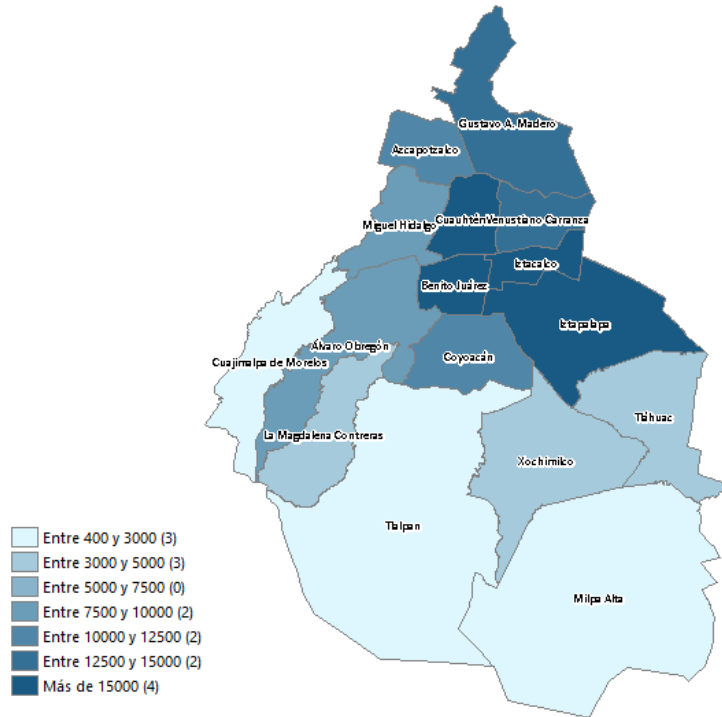 Gustavo A. Madero
Azcapotzalco
Miguel Hidalgo
Cuauhtém
Venustiano Carranza
Iztacalco
Benito Juárez
Iztapalapa
Álvaro Obregón
Coyoacán
Cuajimalpa de Morelos
Tláhuac
La Magdalena Contreras
Xochimilco
Tlalpan
Milpa Alta
Entre 400 y 3000 (3)
Entre 3000 y 5000 (3)
Entre 5000 y 7500 (0)
Entre 7500 y 10000 (2)
Entre 10000 y 12500 (2)
Entre 12500 y 15000 (2)
Más de 15000 (4)